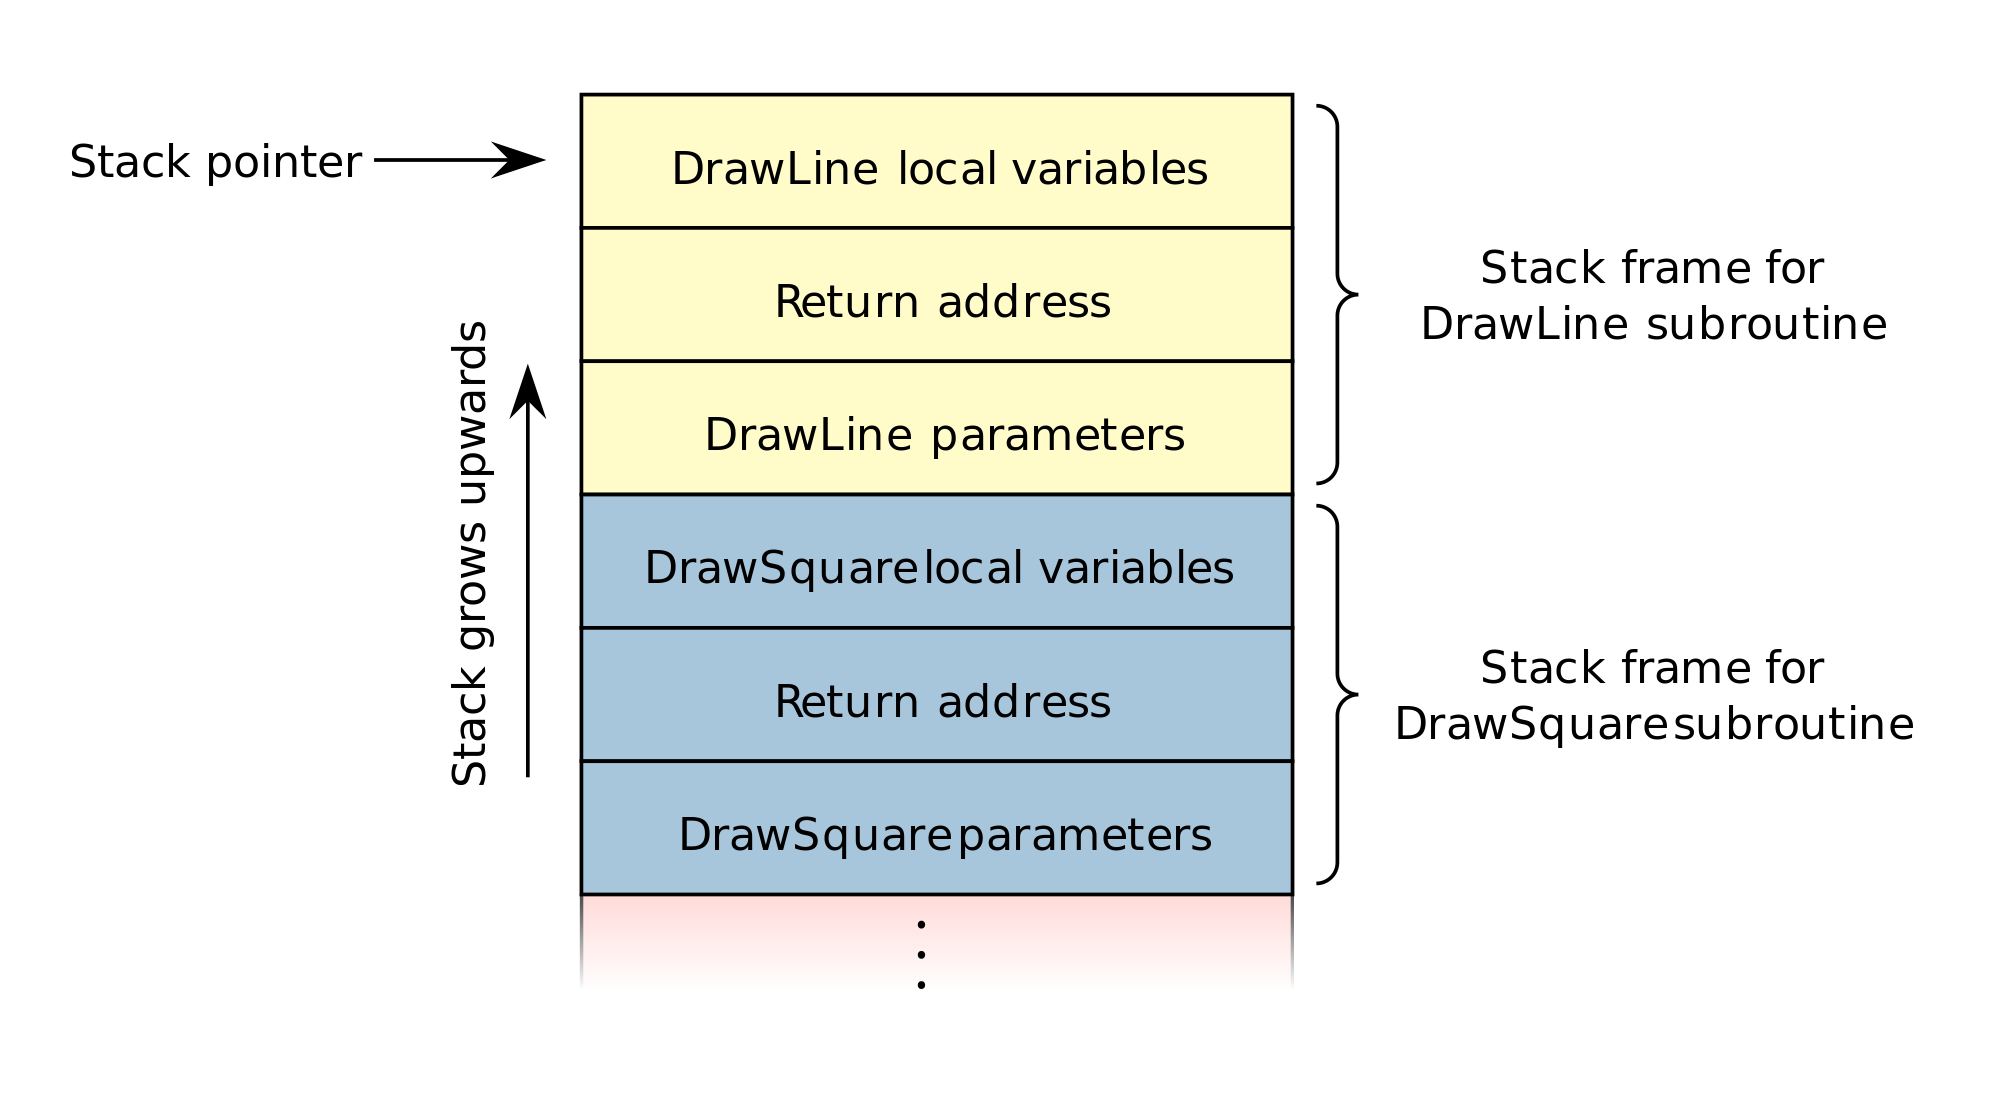 Stack pointer
DrawLine local variables
Return address
DrawLine parameters
DrawSquare local variables
Return address
DrawSquare parameters
Stack grows upwards
Stack frame for
DrawLine subroutine
Stack frame for
DrawSquare subroutine